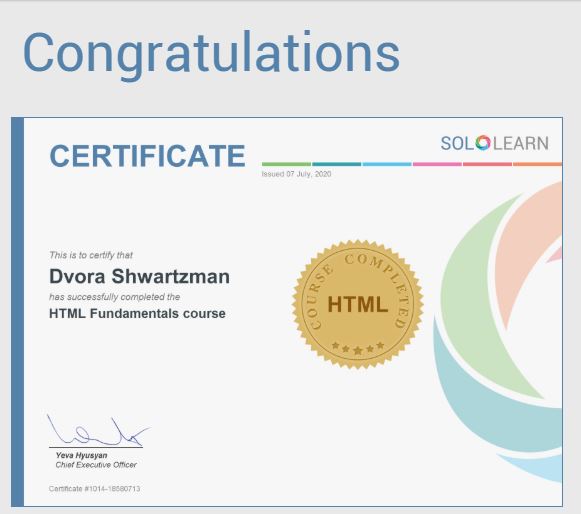 Congratulations
CERTIFICATE
SOLOLEARN
Issued 07 July, 2020
This is to certify that
Dvora Shwartzman
has successfully completed the
HTML Fundamentals course
COURSE COMPLETED
HTML
Yeva Hyusyan
Chief Executive Officer
Certificate #1014-18580713